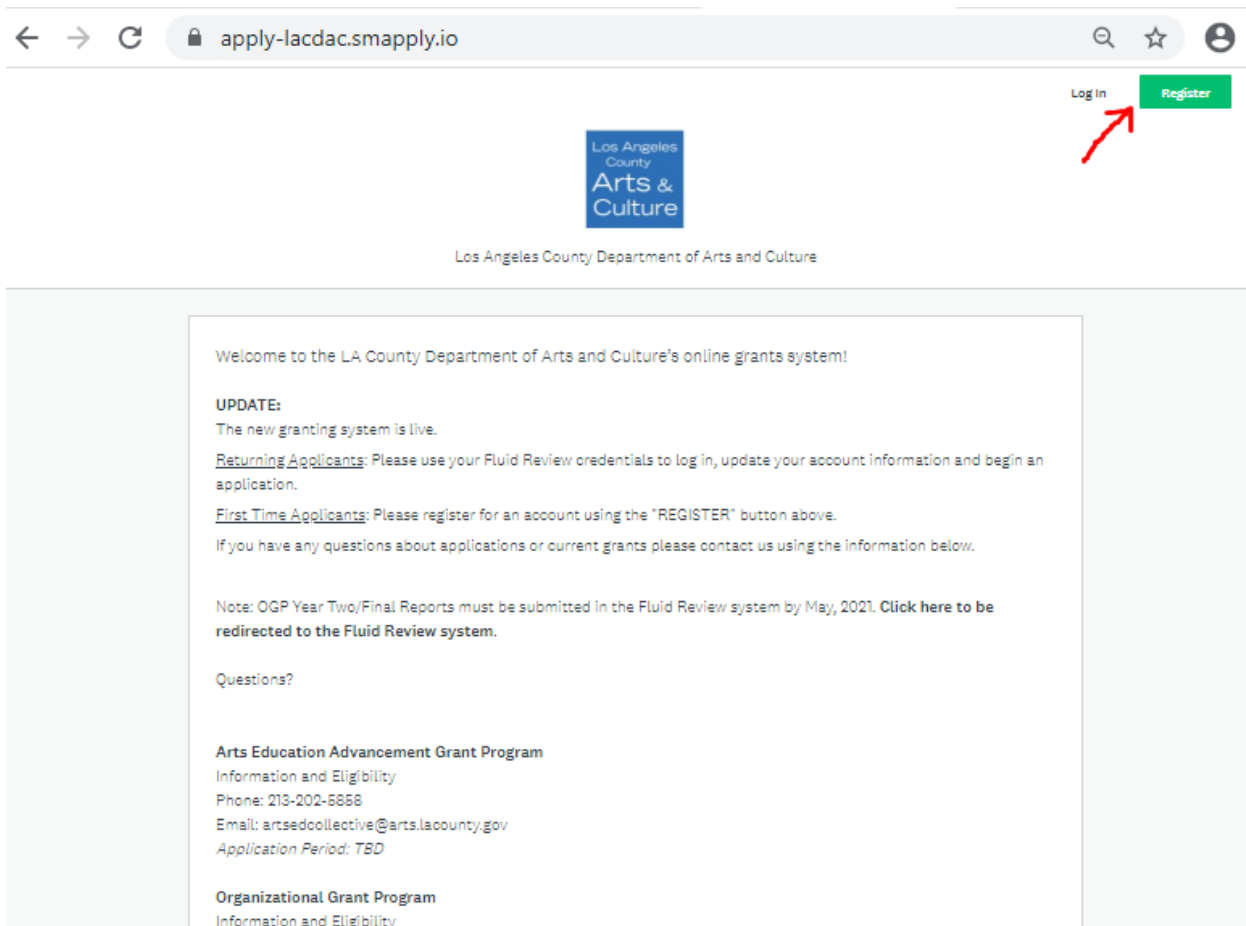 apply-lacdac.smapply.io
Log In
Register
Los Angeles
County
Arts &
Culture
Los Angeles County Department of Arts and Culture
Welcome to the LA County Department of Arts and Culture's online grants system!
UPDATE:
The new granting system is live.
Returning Applicants: Please use your Fluid Review credentials to log in, update your account information and begin an
application.
First Time Applicants: Please register for an account using the "REGISTER" button above.
If you have any questions about applications or current grants please contact us using the information below.
Note: OGP Year Two/Final Reports must be submitted in the Fluid Review system by May, 2021. Click here to be
redirected to the Fluid Review system.
Questions?
Arts Education Advancement Grant Program
Information and Eligibility
Phone: 213-202-5858
Email: artsedcollective@arts.lacounty.gov
Application Period: TBD
Organizational Grant Program
Information and Eligibility